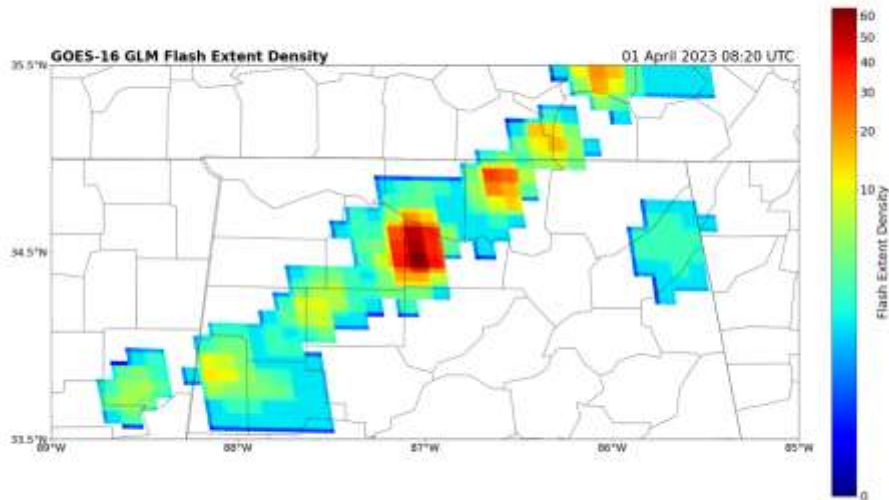 GOES-16 GLM Flash Extent Density
01 April 2023 08:20 UTC
35.5°N
34.5°N
33.5°N
89°W
88°W
87°W
86°W
85°W
60
50
40
30
20
10
0
Flash Extent Density